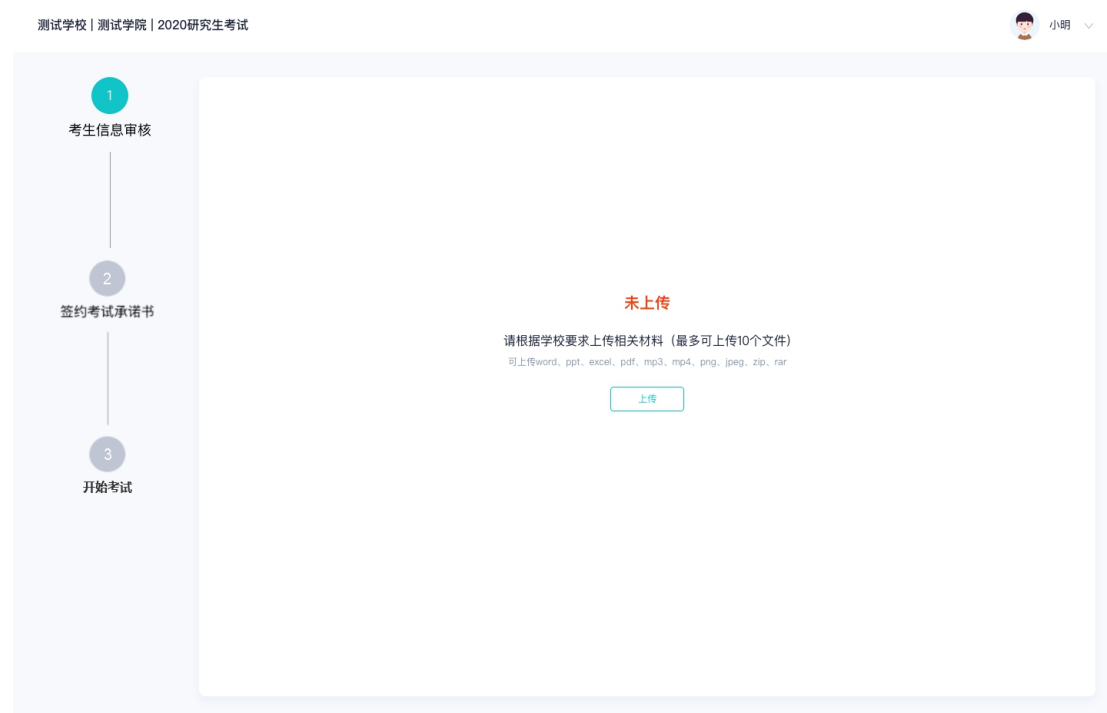 测试学校 | 测试学院 | 2020研究生考试
小明
1
考生信息审核
2
签约考试承诺书
3
开始考试
未上传
请根据学校要求上传相关材料（最多可上传10个文件）
可上传word、ppt、excel、pdf、mp3、mp4、png、jpeg、zip、rar
上传